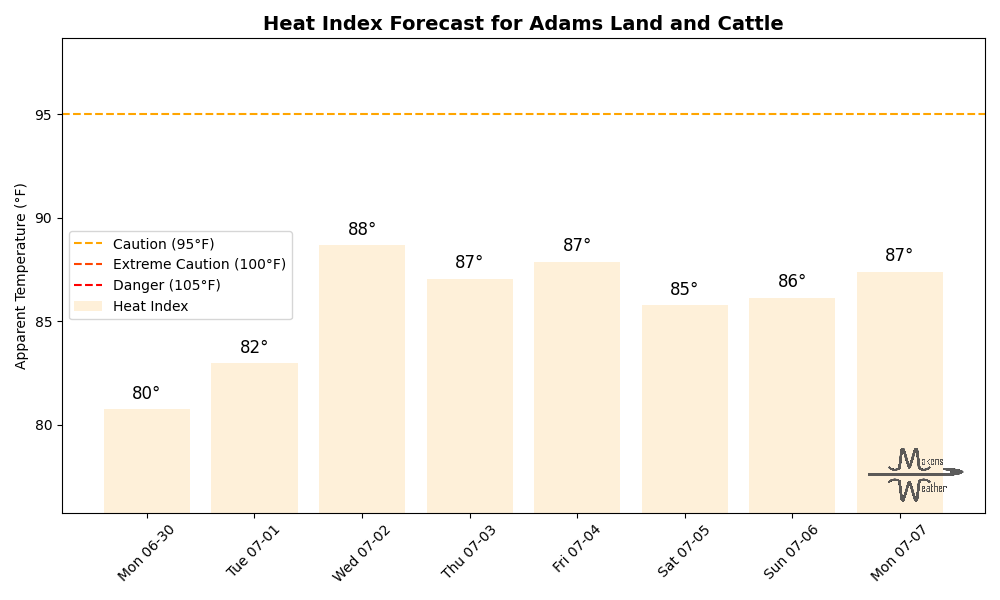 Heat Index Forecast for Adams Land and Cattle
Apparent Temperature (°F)
95
90
85
80
Caution (95°F)
Extreme Caution (100°F)
Danger (105°F)
Heat Index
80°
82°
88°
87°
87°
85°
86°
87°
Mon 06-30
Tue 07-01
Wed 07-02
Thu 07-03
Fri 07-04
Sat 07-05
Sun 07-06
Mon 07-07
Makens
Weather